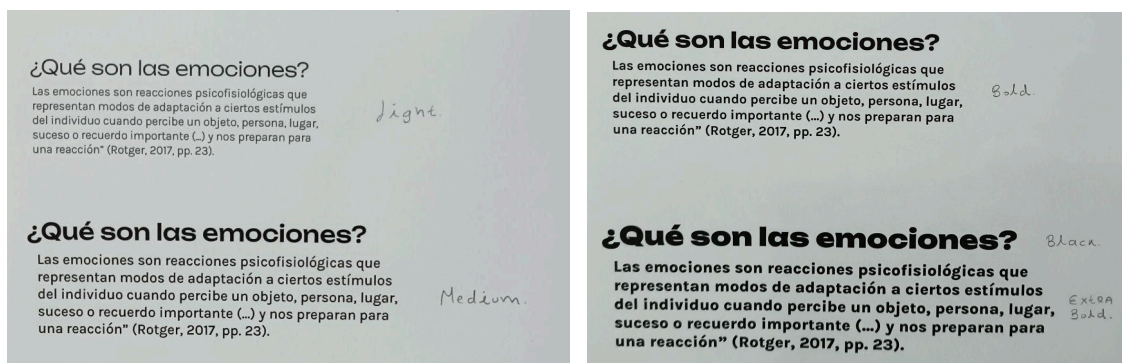 ¿Qué son las emociones?
Las emociones son reacciones psicofisiológicas que
representan modos de adaptación a ciertos estímulos
del individuo cuando percibe un objeto, persona, lugar,
suceso o recuerdo importante (...) y nos preparan para
una reacción” (Rotger, 2017, pp. 23).
light.
¿Qué son las emociones?
Las emociones son reacciones psicofisiológicas que
representan modos de adaptación a ciertos estímulos
del individuo cuando percibe un objeto, persona, lugar,
suceso o recuerdo importante (...) y nos preparan para
una reacción” (Rotger, 2017, pp. 23).
Medium.
¿Qué son las emociones?
Las emociones son reacciones psicofisiológicas que
representan modos de adaptación a ciertos estímulos
del individuo cuando percibe un objeto, persona, lugar,
suceso o recuerdo importante (...) y nos preparan para
una reacción” (Rotger, 2017, pp. 23).
Bold.
¿Qué son las emociones?
Black.
Las emociones son reacciones psicofisiológicas que
representan modos de adaptación a ciertos estímulos
del individuo cuando percibe un objeto, persona, lugar,
suceso o recuerdo importante (...) y nos preparan para
una reacción” (Rotger, 2017, pp. 23).
Extra
Bold.